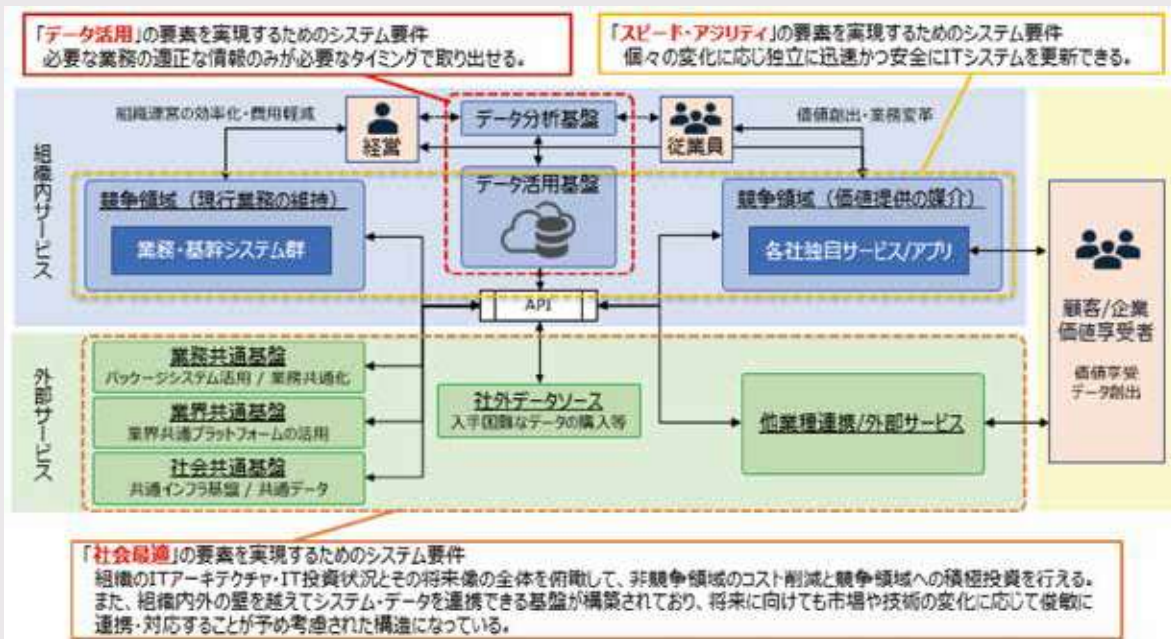 「データ活用」の要素を実現するためのシステム要件
必要な業務の適正な情報のみが必要なタイミングで取り出せる。
「スピード・アジリティ」の要素を実現するためのシステム要件
個々の変化に応じ独立に迅速かつ安全にITシステムを更新できる。
組織内サービス
組織運営の効率化・費用軽減
経営
データ分析基盤
従業員
価値創出・業務変革
競争領域（現行業務の維持）
業務・基幹システム群
データ活用基盤
競争領域（価値提供の媒介）
各社独自サービス/アプリ
API
顧客/企業
価値享受者
価値享受
データ創出
外部サービス
業務共通基盤
パッケージシステム活用 / 業務共通化
業界共通基盤
業界共通プラットフォームの活用
社会共通基盤
共通インフラ基盤 / 共通データ
社外データソース
入手困難なデータの購入等
他業種連携/外部サービス
「社会最適」の要素を実現するためのシステム要件
組織のITアーキテクチャ・IT投資状況とその将来像の全体を俯瞰して、非競争領域のコスト削減と競争領域への積極投資を行える。
また、組織内外の壁を越えてシステム・データを連携できる基盤が構築されており、将来に向けても市場や技術の変化に応じて俊敏に
連携・対応することが予め考慮された構造になっている。